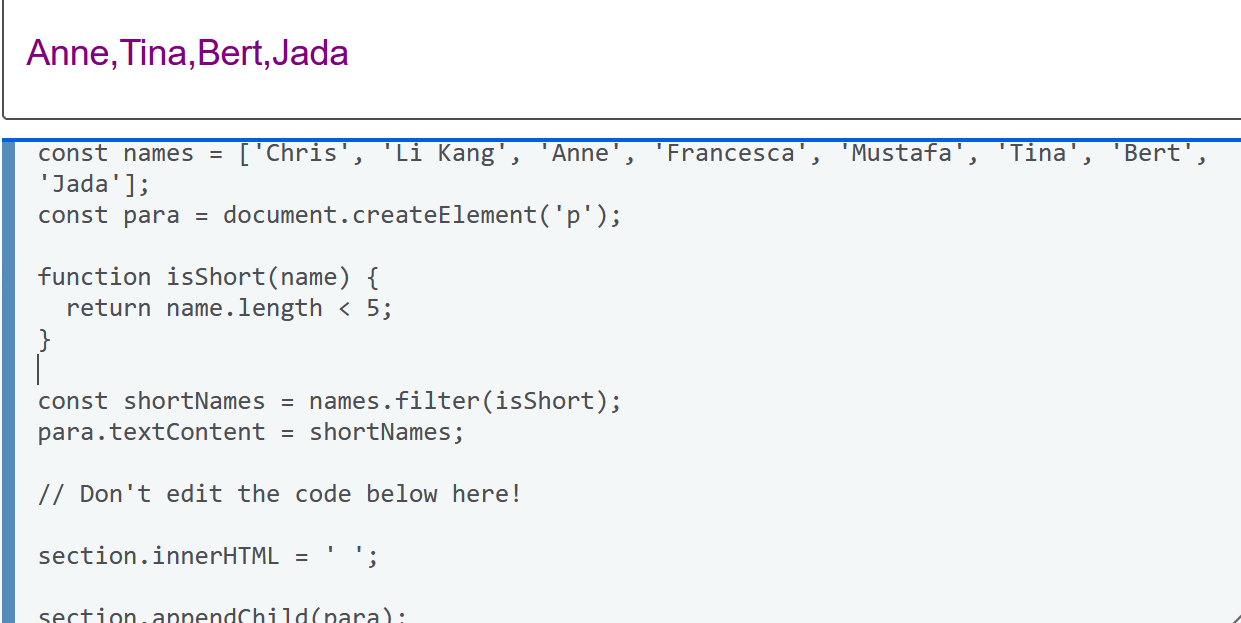 Anne,Tina,Bert,Jada
const names = ['Chris', 'Li Kang', 'Anne', 'Francesca', 'Mustafa', 'Tina', 'Bert',
'Jada'];
const para = document.createElement('p');
function isShort(name) {
  return name.length < 5;
}
const shortNames = names.filter(isShort);
para.textContent = shortNames;
// Don't edit the code below here!
section.innerHTML = ' ';
section.appendChild(para);